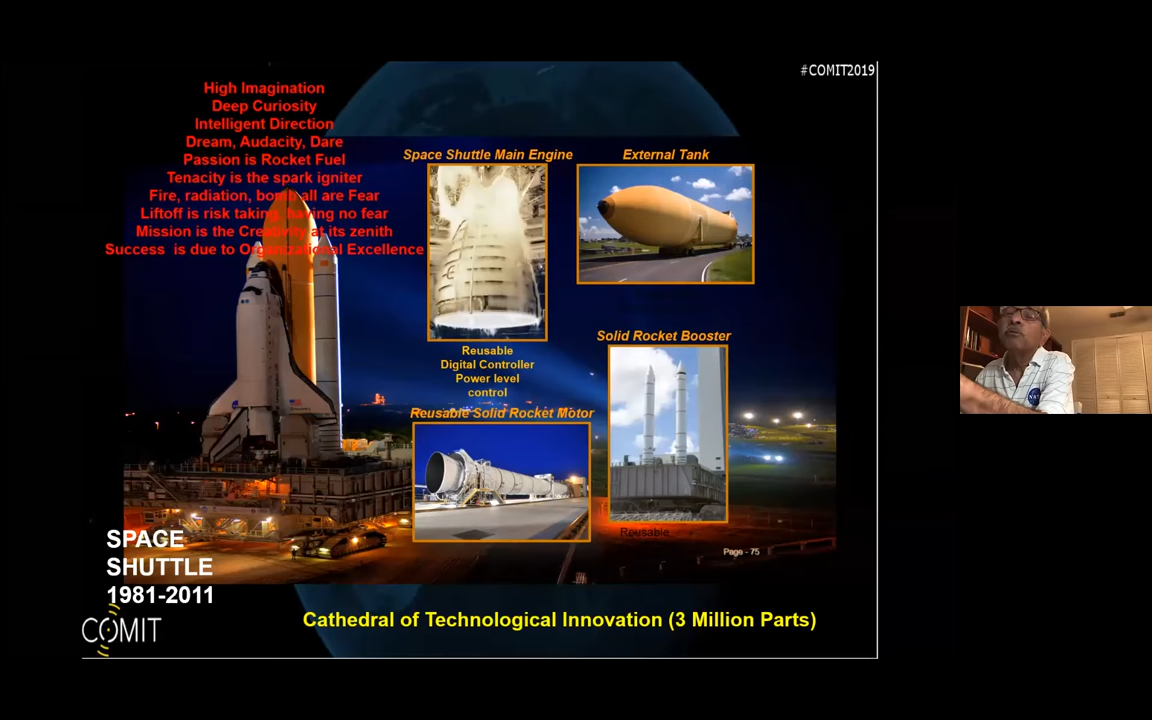 #COMIT2019
High Imagination
Deep Curiosity
Intelligent Direction
Dream, Audacity, Dare
Passion is Rocket Fuel
Tenacity is the spark igniter
Fire, radiation, bomb all are Fear
Liftoff is risk taking, having no fear
Mission is the Creativity at its zenith
Success is due to Organizational Excellence
Space Shuttle Main Engine
External Tank
Reusable
Digital Controller
Power level
control
Solid Rocket Booster
Reusable Solid Rocket Motor
Reusable
Page - 75
SPACE
SHUTTLE
1981-2011
COMIT
Cathedral of Technological Innovation (3 Million Parts)